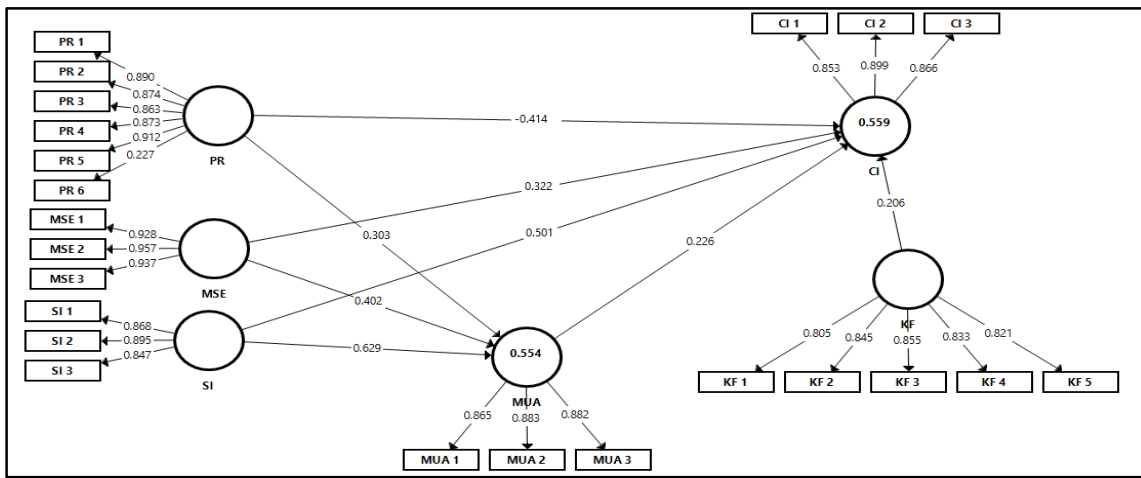 CI 1 CI 2 CI 3
0.853 0.899 0.866
0.559
CI
PR 1
PR 2
PR 3
PR 4
PR 5
PR 6
0.890
0.874
0.863
0.873
0.912
0.227
PR
-0.414
0.322
0.501
0.303
0.226
0.206
MSE 1
MSE 2
MSE 3
0.928
0.957
0.937
MSE
0.402
SI 1
SI 2
SI 3
0.868
0.895
0.847
SI
0.629
0.554
MUA
0.865 0.883 0.882
MUA 1 MUA 2 MUA 3
KF
0.805 0.845 0.855 0.833 0.821
KF 1 KF 2 KF 3 KF 4 KF 5